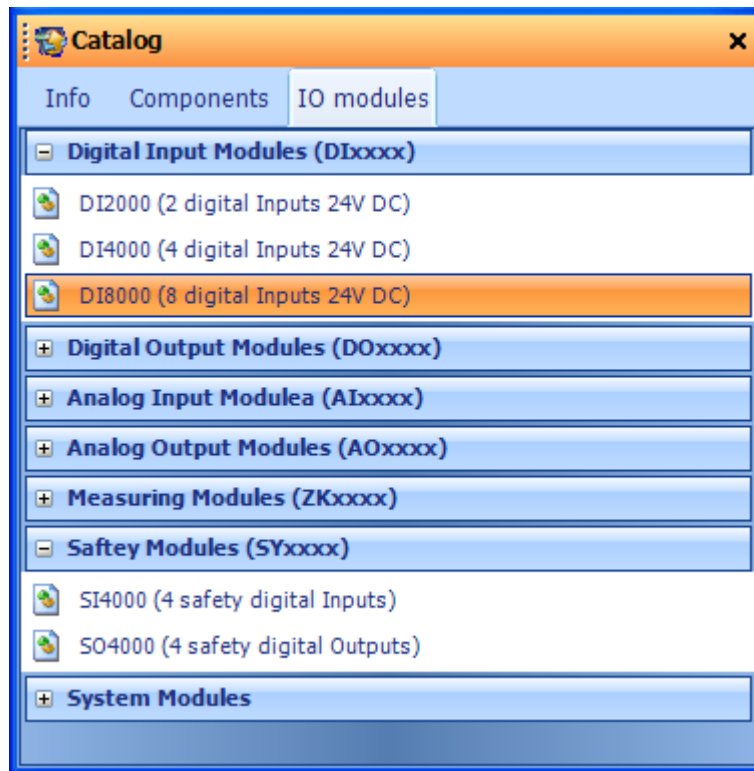 Catalog
Info Components IO modules
Digital Input Modules (DIxxxx)
DI2000 (2 digital Inputs 24V DC)
DI4000 (4 digital Inputs 24V DC)
DI8000 (8 digital Inputs 24V DC)
Digital Output Modules (DOxxxx)
Analog Input Modulea (AIxxxx)
Analog Output Modules (AOxxxx)
Measuring Modules (ZKxxxx)
Saftey Modules (SYxxxx)
SI4000 (4 safety digital Inputs)
SO4000 (4 safety digital Outputs)
System Modules